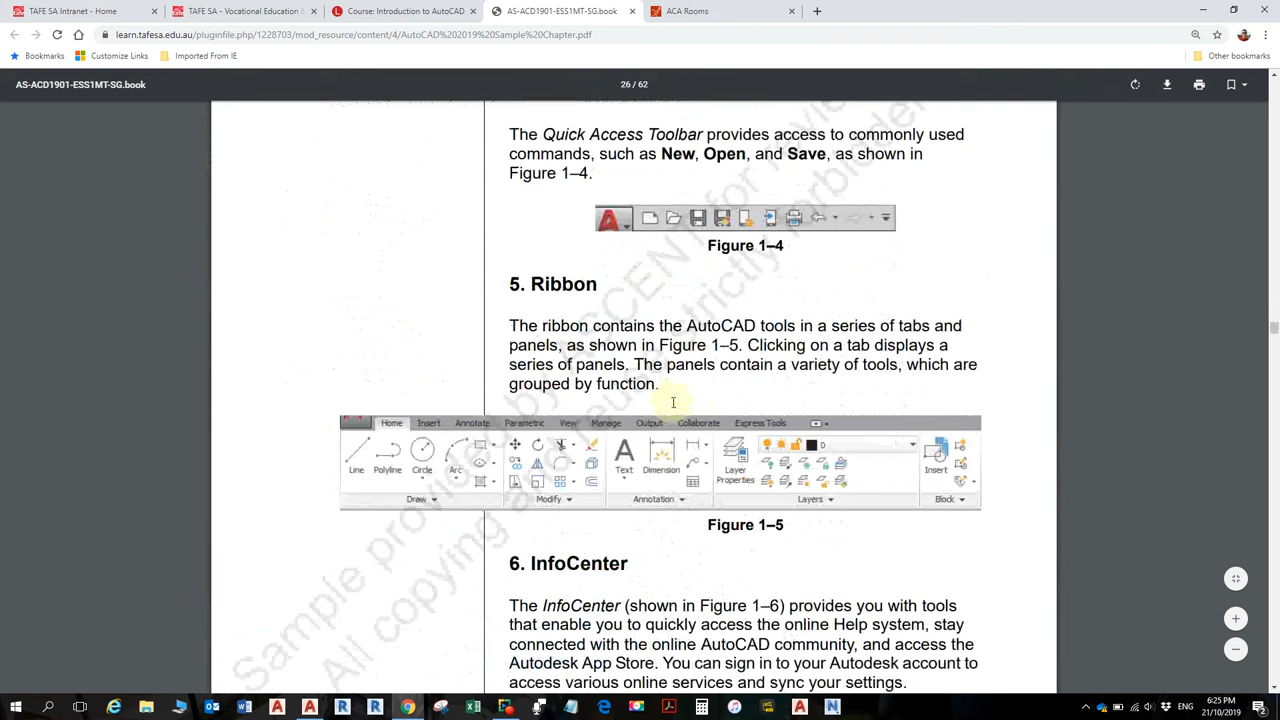 TAFE SA Intranet - Home
TAFE SA - Vocational Education &
Course: Introduction to AutoCAD
AS-ACD1901-ESS1MT-SG.book
ACA Rooms
learn.tafesa.edu.au/pluginfile.php/1228703/mod_resource/content/4/AutoCAD%202019%20Sample%20Chapter.pdf
Bookmarks
Customize Links
Imported From IE
Other bookmarks
AS-ACD1901-ESS1MT-SG.book
26 / 62
The Quick Access Toolbar provides access to commonly used
commands, such as New, Open, and Save, as shown in
Figure 1–4.
Figure 1–4
5. Ribbon
The ribbon contains the AutoCAD tools in a series of tabs and
panels, as shown in Figure 1–5. Clicking on a tab displays a
series of panels. The panels contain a variety of tools, which are
grouped by function.
Home Insert Annotate Parametric View Manage Output Collaborate Express Tools
Line Polyline Circle Arc
Text Dimension
Layer
Properties
Insert
Draw
Modify
Annotation
Layers
Block
Figure 1–5
6. InfoCenter
The InfoCenter (shown in Figure 1–6) provides you with tools
that enable you to quickly access the online Help system, stay
connected with the online AutoCAD community, and access the
Autodesk App Store. You can sign in to your Autodesk account to
access various online services and sync your settings.
Sample provided by ASCENT for review
All copying and reuse strictly forbidden
ENG
6:25 PM
21/10/2019